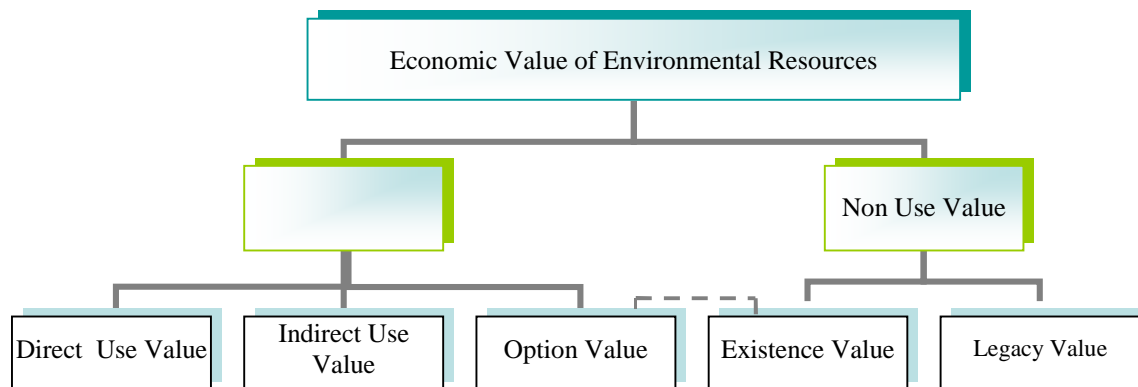 Economic Value of Environmental Resources
Non Use Value
Direct Use Value
Indirect Use
Value
Option Value
Existence Value
Legacy Value